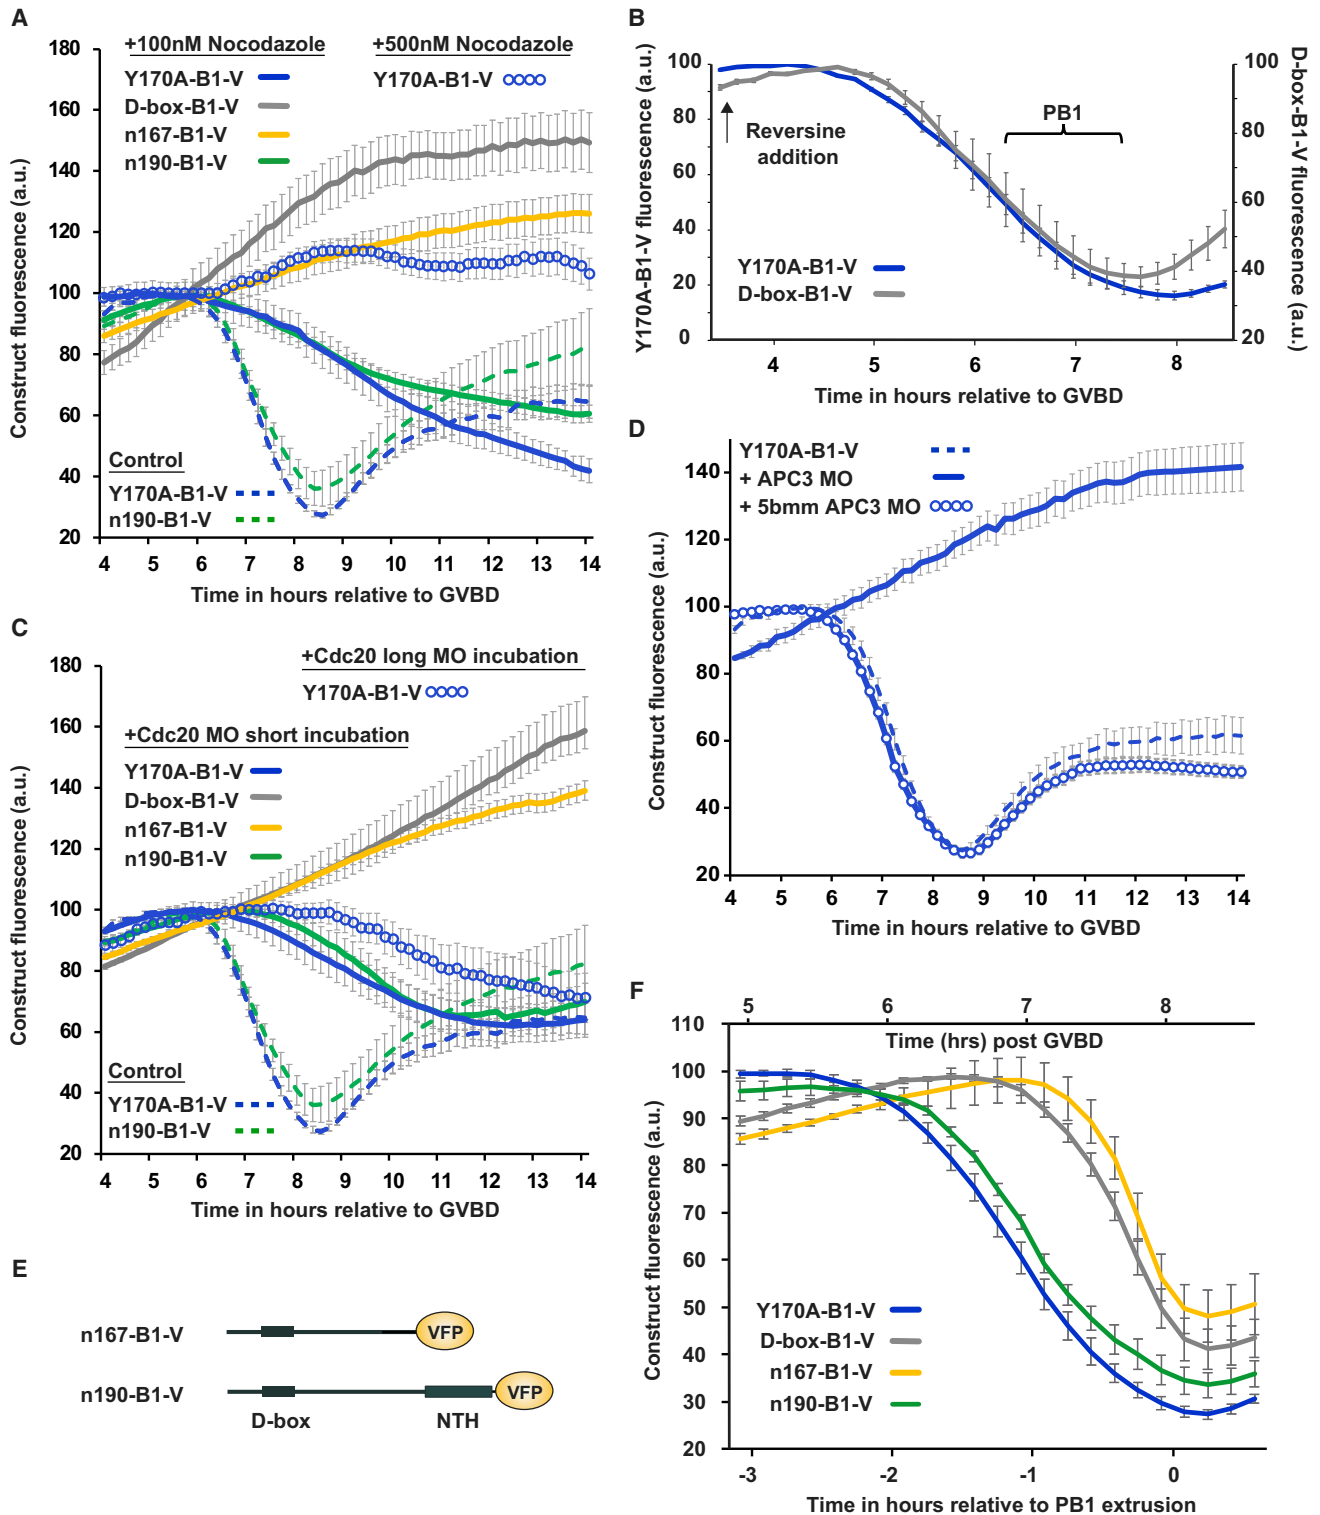 A
+100nM Nocodazole
+500nM Nocodazole
Y170A-B1-V
D-box-B1-V
n167-B1-V
n190-B1-V
Y170A-B1-V
Control
Y170A-B1-V
n190-B1-V
Construct fluorescence (a.u.)
180
160
140
120
100
80
60
40
20
4 5 6 7 8 9 10 11 12 13 14
Time in hours relative to GVBD
B
Y170A-B1-V fluorescence (a.u.)
100
80
60
40
20
0
Reversine
addition
PB1
Y170A-B1-V
D-box-B1-V
100
80
60
40
20
D-box-B1-V fluorescence
(a.u.)
4 5 6 7 8
Time in hours relative to GVBD
C
+Cdc20 long MO incubation
Y170A-B1-V
+Cdc20 MO short incubation
Y170A-B1-V
D-box-B1-V
n167-B1-V
n190-B1-V
Control
Y170A-B1-V
n190-B1-V
Construct fluorescence (a.u.)
180
160
140
120
100
80
60
40
20
4 5 6 7 8 9 10 11 12 13 14
Time in hours relative to GVBD
D
Y170A-B1-V
+ APC3 MO
+ 5bmm APC3 MO
Construct fluorescence (a.u.)
140
120
100
80
60
40
20
4 5 6 7 8 9 10 11 12 13 14
Time in hours relative to GVBD
E
n167-B1-V
VFP
n190-B1-V
VFP
D-box
NTH
F
5 6 7 8
Time (hrs) post GVBD
Construct fluorescence (a.u.)
110
100
90
80
70
60
50
40
30
20
Y170A-B1-V
D-box-B1-V
n167-B1-V
n190-B1-V
-3 -2 -1 0
Time in hours relative to PB1 extrusion